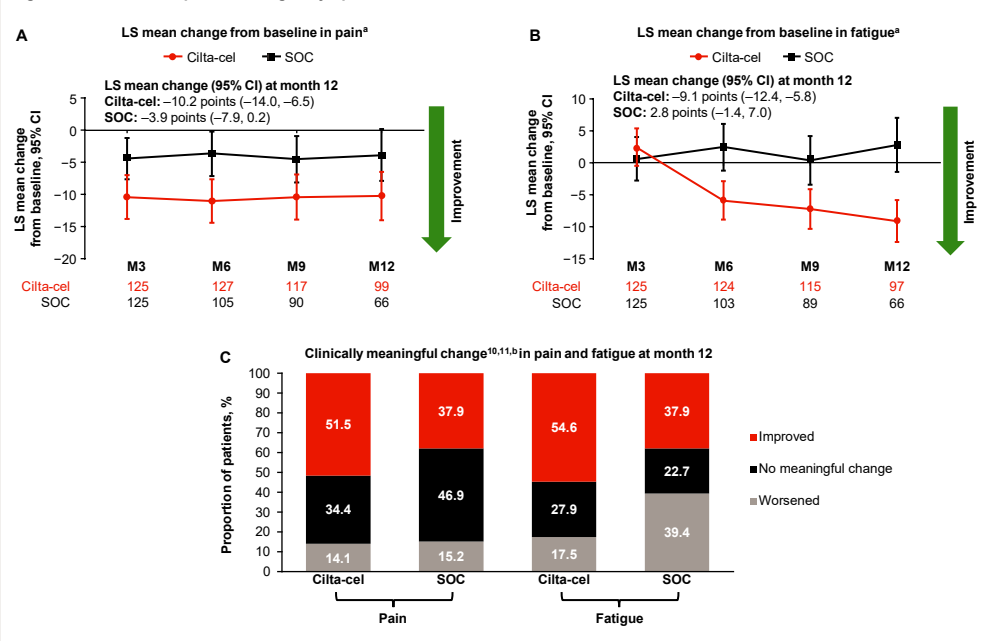 A
LS mean change from baseline in painᵃ
Cilta-cel SOC
LS mean change (95% CI) at month 12
Cilta-cel: –10.2 points (–14.0, –6.5)
SOC: –3.9 points (–7.9, 0.2)
LS mean change
from baseline, 95% CI
5
0
–5
–10
–15
–20
Improvement
M3 M6 M9 M12
Cilta-cel 125 127 117 99
SOC 125 105 90 66
B
LS mean change from baseline in fatigueᵃ
Cilta-cel SOC
LS mean change (95% CI) at month 12
Cilta-cel: –9.1 points (–12.4, –5.8)
SOC: 2.8 points (–1.4, 7.0)
LS mean change
from baseline, 95% CI
10
5
0
–5
–10
–15
Improvement
M3 M6 M9 M12
Cilta-cel 125 124 115 97
SOC 125 103 89 66
C
Clinically meaningful change¹⁰,¹¹,ᵇ in pain and fatigue at month 12
Proportion of patients, %
100
90
80
70
60
50
40
30
20
10
0
51.5 37.9 54.6 37.9
34.4 46.9 27.9 22.7
14.1 15.2 17.5 39.4
Improved
No meaningful change
Worsened
Cilta-cel SOC Cilta-cel SOC
Pain Fatigue